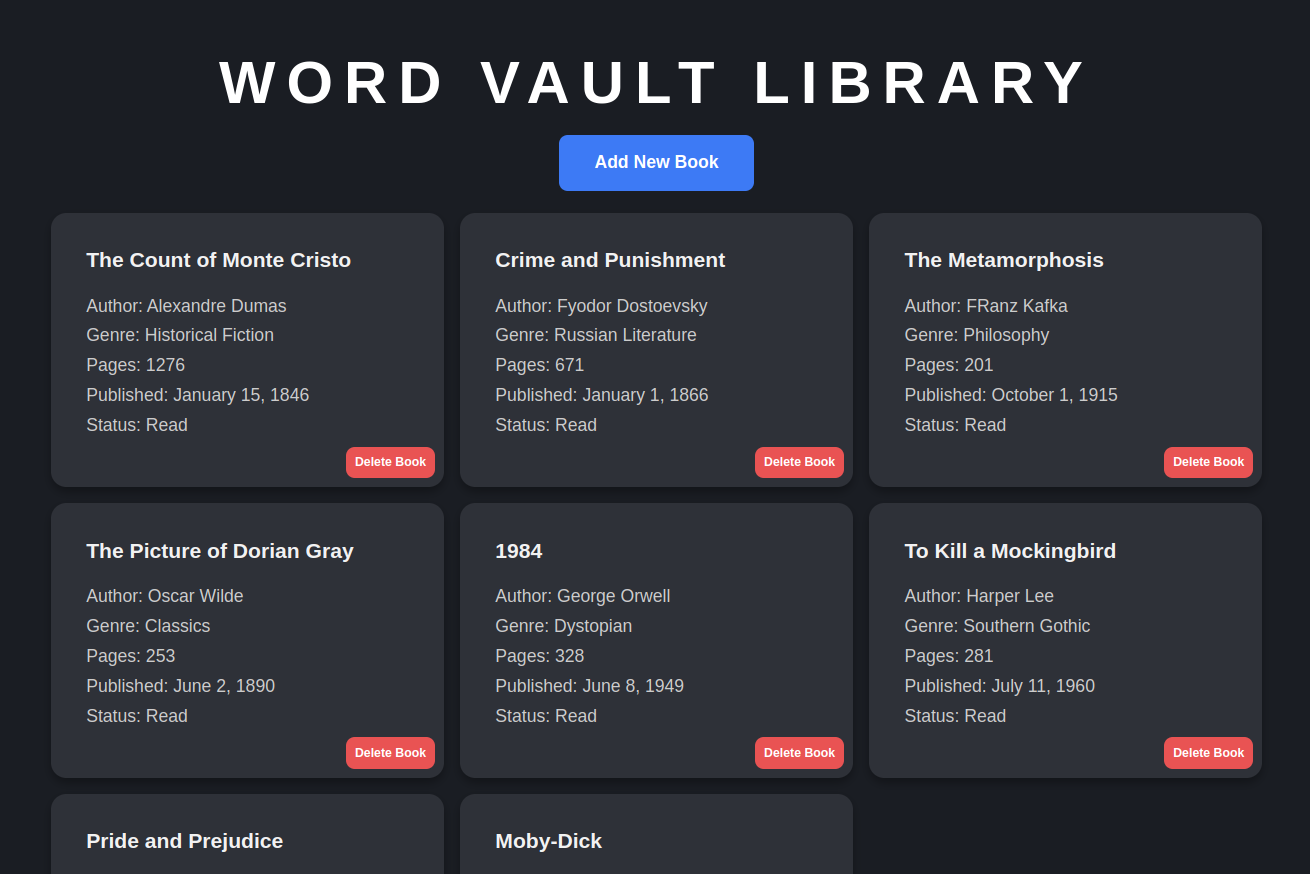 WORD VAULT LIBRARY
Add New Book
The Count of Monte Cristo
Author: Alexandre Dumas
Genre: Historical Fiction
Pages: 1276
Published: January 15, 1846
Status: Read
Delete Book
Crime and Punishment
Author: Fyodor Dostoevsky
Genre: Russian Literature
Pages: 671
Published: January 1, 1866
Status: Read
Delete Book
The Metamorphosis
Author: FRanz Kafka
Genre: Philosophy
Pages: 201
Published: October 1, 1915
Status: Read
Delete Book
The Picture of Dorian Gray
Author: Oscar Wilde
Genre: Classics
Pages: 253
Published: June 2, 1890
Status: Read
Delete Book
1984
Author: George Orwell
Genre: Dystopian
Pages: 328
Published: June 8, 1949
Status: Read
Delete Book
To Kill a Mockingbird
Author: Harper Lee
Genre: Southern Gothic
Pages: 281
Published: July 11, 1960
Status: Read
Delete Book
Pride and Prejudice
Moby-Dick